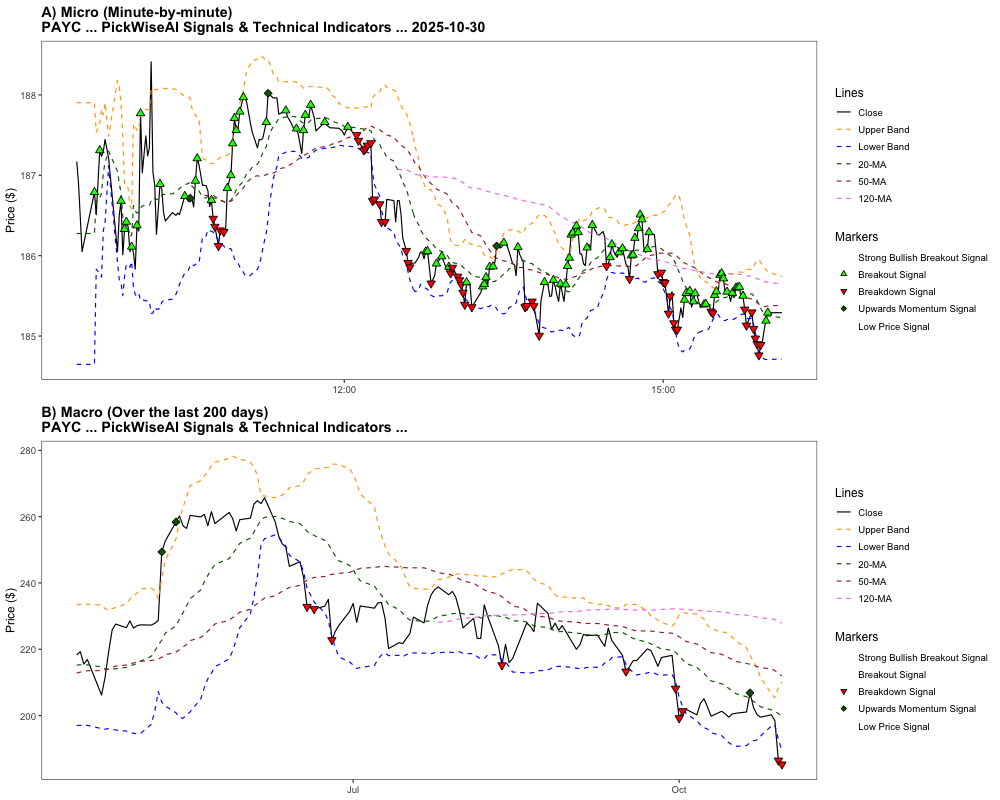 A) Micro (Minute-by-minute)
PAYC ... PickWiseAI Signals & Technical Indicators ... 2025-10-30
Price ($)
188
187
186
185
12:00
15:00
Lines
Close
Upper Band
Lower Band
20-MA
50-MA
120-MA
Markers
Strong Bullish Breakout Signal
Breakout Signal
Breakdown Signal
Upwards Momentum Signal
Low Price Signal
B) Macro (Over the last 200 days)
PAYC ... PickWiseAI Signals & Technical Indicators ...
Price ($)
280
260
240
220
200
Jul
Oct
Lines
Close
Upper Band
Lower Band
20-MA
50-MA
120-MA
Markers
Strong Bullish Breakout Signal
Breakout Signal
Breakdown Signal
Upwards Momentum Signal
Low Price Signal